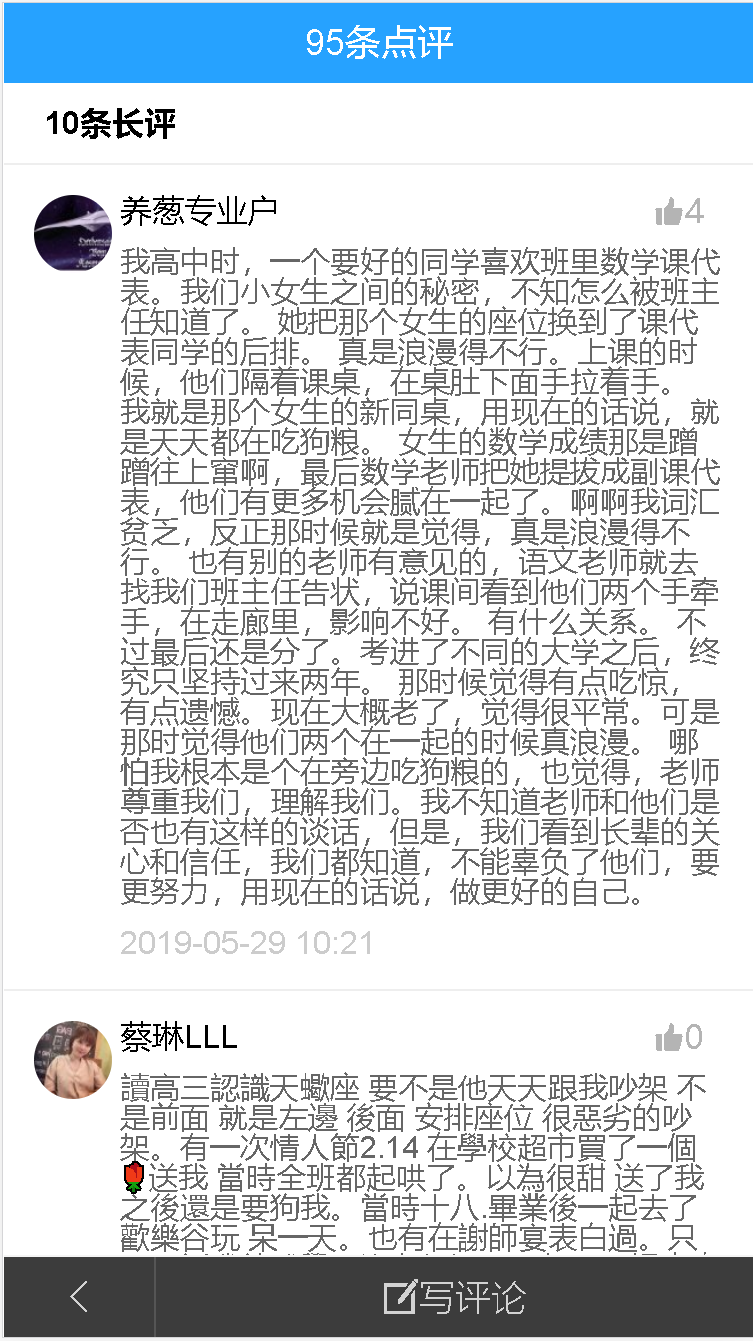 95条点评
10条长评
养葱专业户
4
我高中时，一个要好的同学喜欢班里数学课代
表。我们小女生之间的秘密，不知怎么被班主
任知道了。 她把那个女生的座位换到了课代
表同学的后排。 真是浪漫得不行。上课的时
候，他们隔着课桌，在桌肚下面手拉着手。
我就是那个女生的新同桌，用现在的话说，就
是天天都在吃狗粮。 女生的数学成绩那是蹭
蹭往上窜啊，最后数学老师把她提拔成副课代
表，他们有更多机会腻在一起了。啊啊我词汇
贫乏，反正那时候就是觉得，真是浪漫得不
行。 也有别的老师有意见的，语文老师就去
找我们班主任告状，说课间看到他们两个手牵
手，在走廊里，影响不好。 有什么关系。 不
过最后还是分了。考进了不同的大学之后，终
究只坚持过来两年。 那时候觉得有点吃惊，
有点遗憾。现在大概老了，觉得很平常。 可是
那时觉得他们两个在一起的时候真浪漫。 哪
怕我根本是个在旁边吃狗粮的，也觉得，老师
尊重我们，理解我们。我不知道老师和他们是
否也有这样的谈话，但是，我们看到长辈的关
心和信任，我们都知道，不能辜负了他们，要
更努力，用现在的话说，做更好的自己。
2019-05-29 10:21
蔡琳LLL
0
讀高三認識天蠍座 要不是他天天跟我吵架 不
是前面 就是左邊 後面 安排座位 很惡劣的吵
架。有一次情人節2.14 在學校超市買了一個
🌹送我 當時全班都起哄了。以為很甜 送了我
之後還是要狗我。當時十八.畢業後一起去了
歡樂谷玩 呆一天。也有在謝師宴表白過。只
写评论